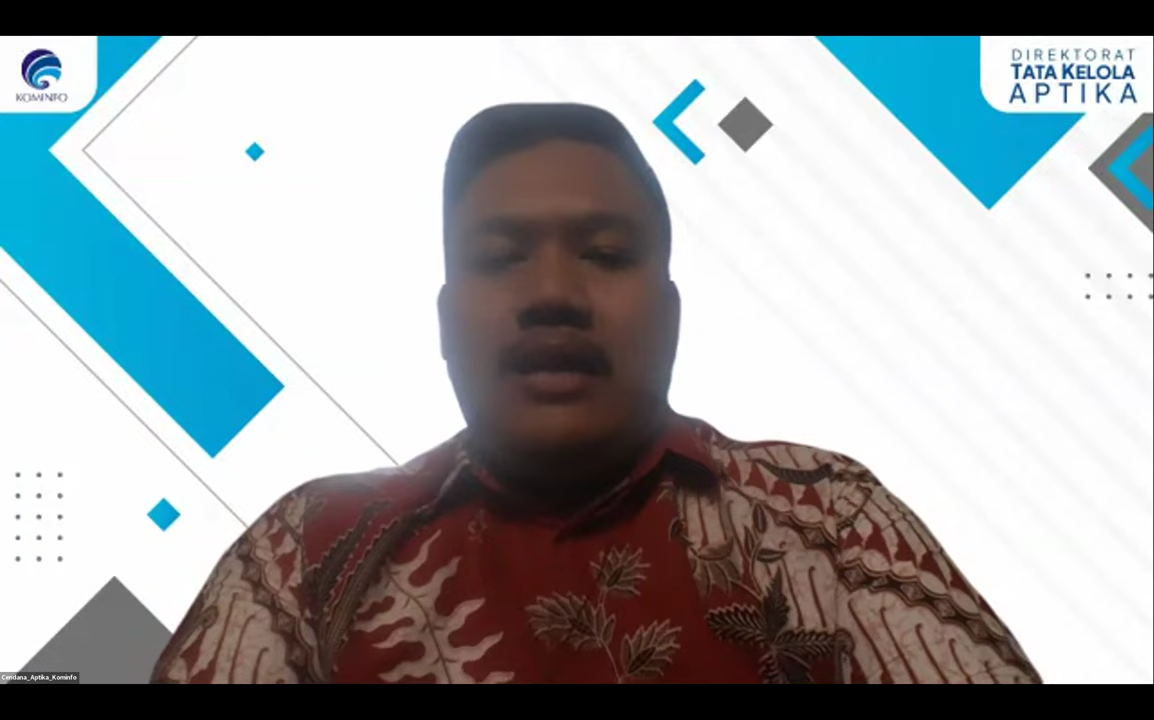 KOMINFO
DIREKTORAT
TATA KELOLA
APTIKA
Cendana_Aptika_Kominfo